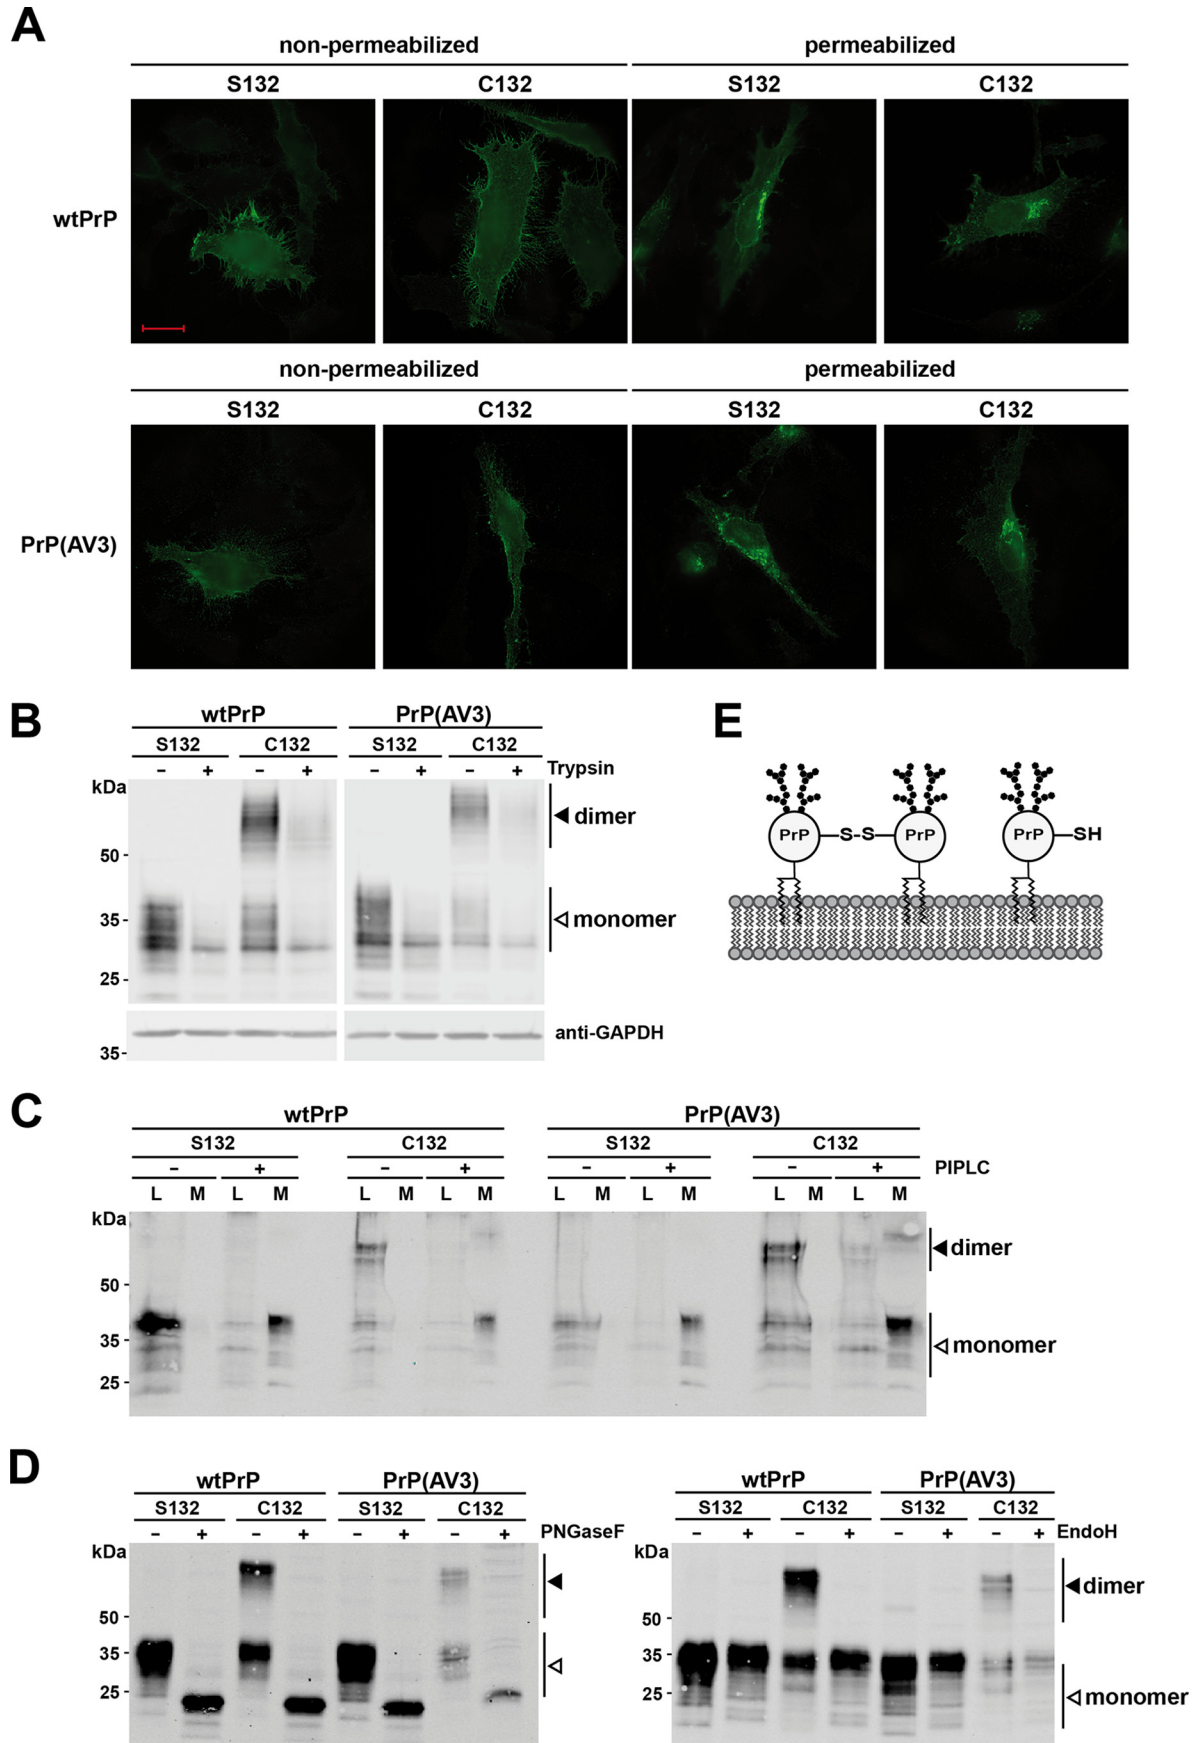 A
non-permeabilized permeabilized
S132 C132 S132 C132
wtPrP
non-permeabilized permeabilized
S132 C132 S132 C132
PrP(AV3)
B
wtPrP PrP(AV3)
S132 C132 S132 C132
- + - + - + - + Trypsin
kDa
dimer
50
35
monomer
25
anti-GAPDH
35
E
PrP S-S PrP PrP SH
C
wtPrP PrP(AV3)
S132 C132 S132 C132
- + - + - + - + PIPLC
L M L M L M L M L M L M L M L M
kDa
dimer
50
35
monomer
25
D
wtPrP PrP(AV3)
S132 C132 S132 C132
- + - + - + - + PNGaseF
kDa
50
35
25
wtPrP PrP(AV3)
S132 C132 S132 C132
- + - + - + - + EndoH
kDa
dimer
50
35
25
monomer